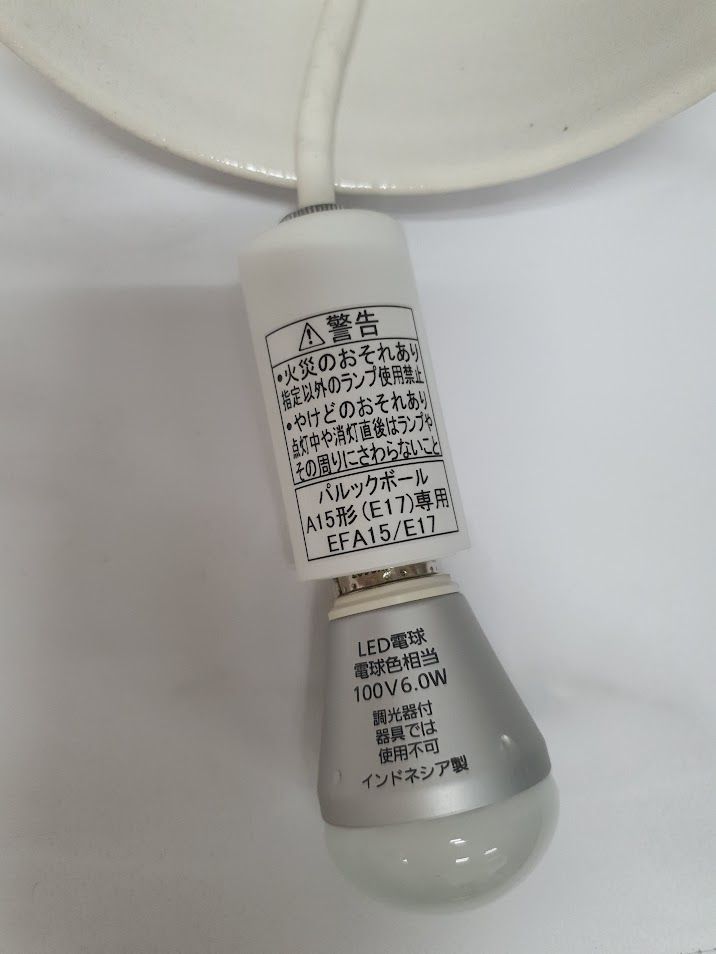 ⚠警告
•火災のおそれあり
指定以外のランプ使用禁止
•やけどのおそれあり
点灯中や消灯直後はランプや
その周りにさわらないこと
パルックボール
A15形(E17)専用
EFA15/E17
LED電球
電球色相当
100V6.0W
調光器付
器具では
使用不可
インドネシア製